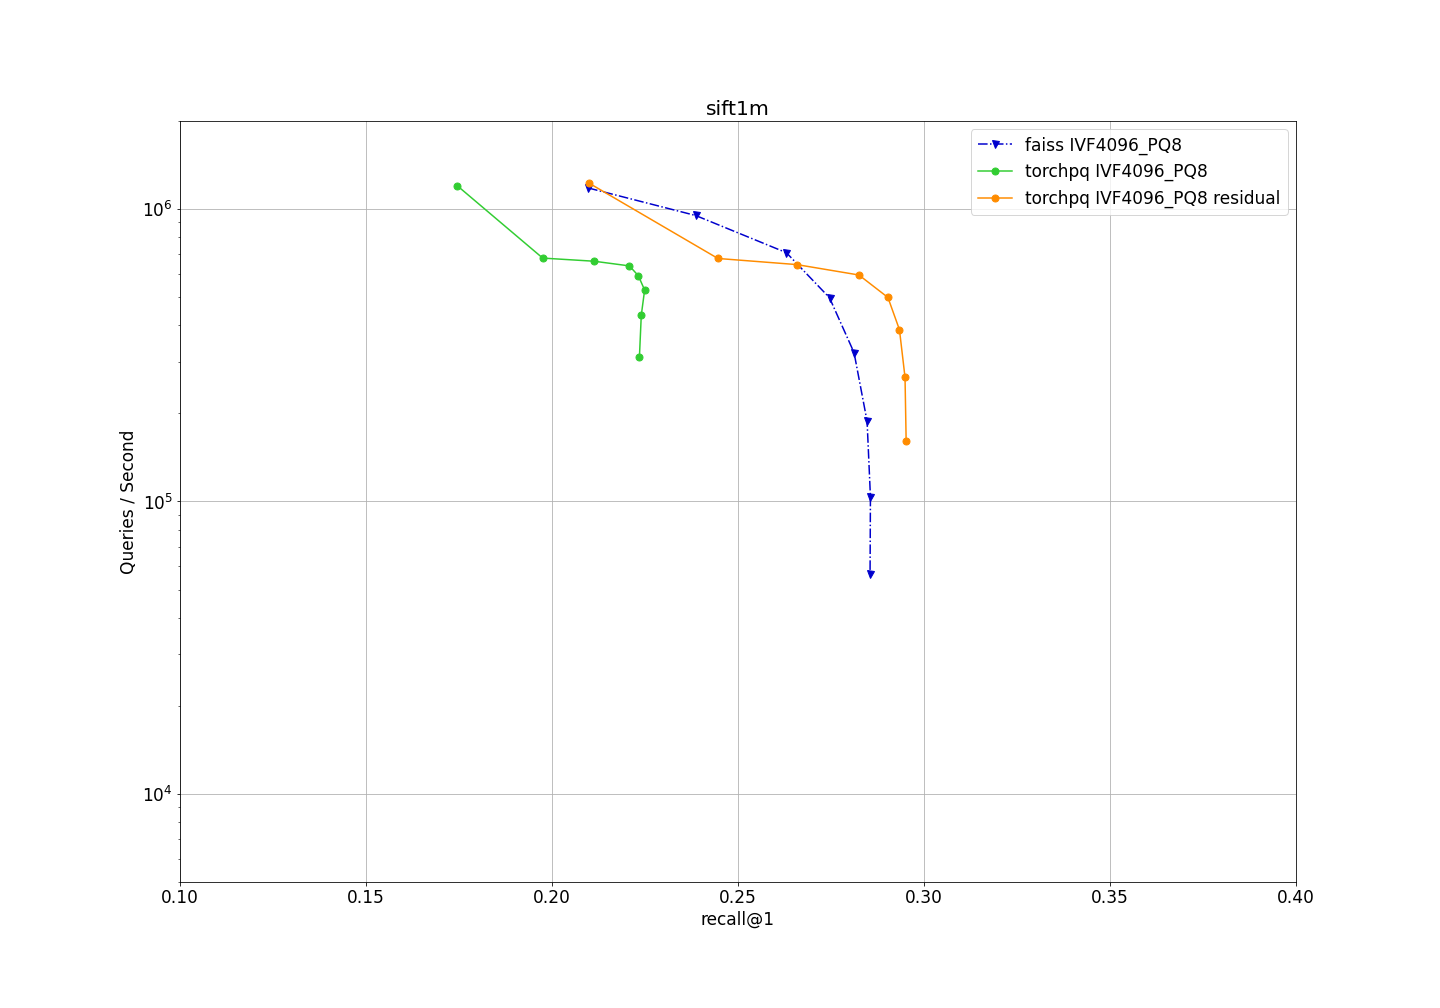 sift1m
faiss IVF4096_PQ8
torchpq IVF4096_PQ8
torchpq IVF4096_PQ8 residual
10^6
10^5
10^4
Queries / Second
0.10 0.15 0.20 0.25 0.30 0.35 0.40
recall@1